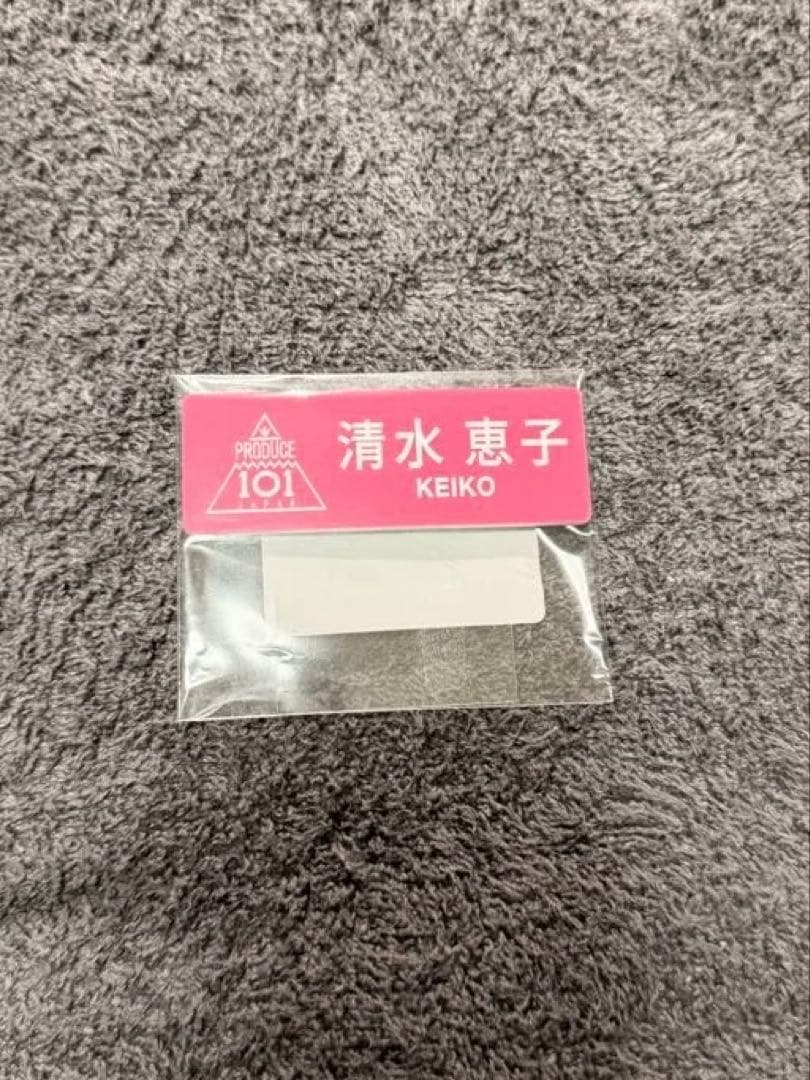 PRODUCE
101
JAPAN
清水 恵子
KEIKO